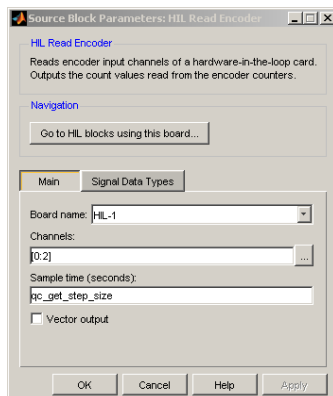 Source Block Parameters: HIL Read Encoder
HIL Read Encoder
Reads encoder input channels of a hardware-in-the-loop card.
Outputs the count values read from the encoder counters.
Navigation
Go to HIL blocks using this board...
Main Signal Data Types
Board name: HIL-1
Channels:
[0:2] ...
Sample time (seconds):
qc_get_step_size
Vector output
OK Cancel Help Apply